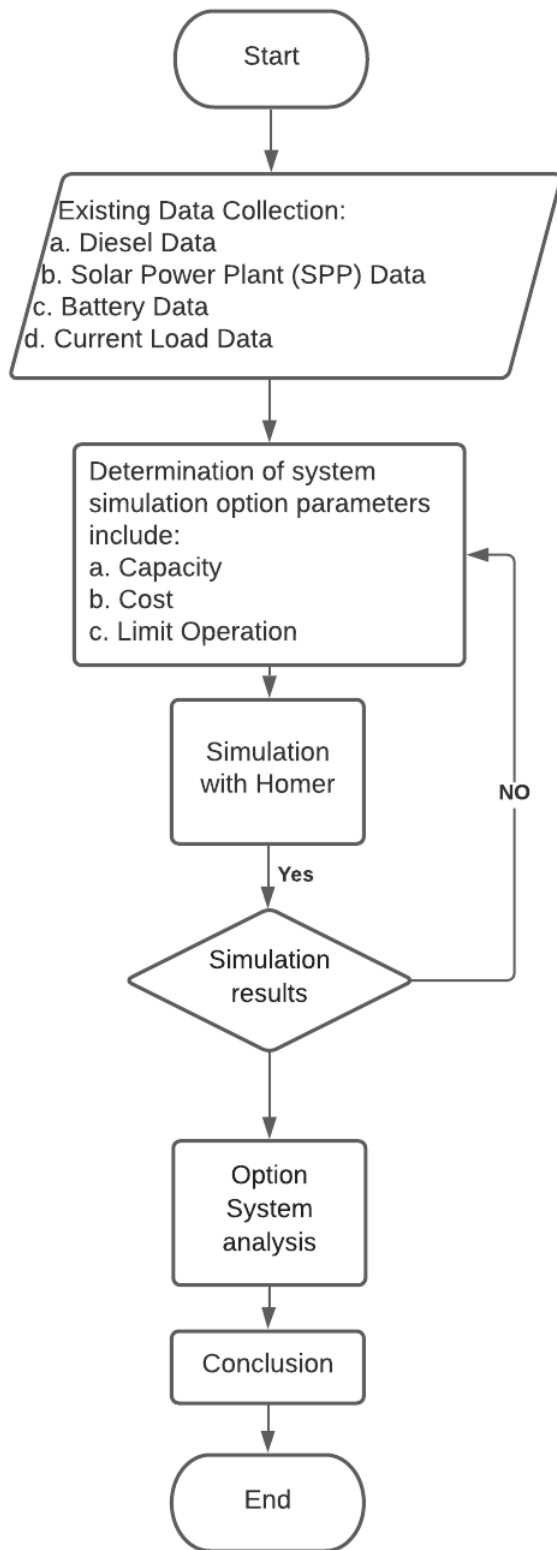 Start
Existing Data Collection:
a. Diesel Data
b. Solar Power Plant (SPP) Data
c. Battery Data
d. Current Load Data
Determination of system
simulation option parameters
include:
a. Capacity
b. Cost
c. Limit Operation
Simulation
with Homer
NO
Yes
Simulation
results
Option
System
analysis
Conclusion
End